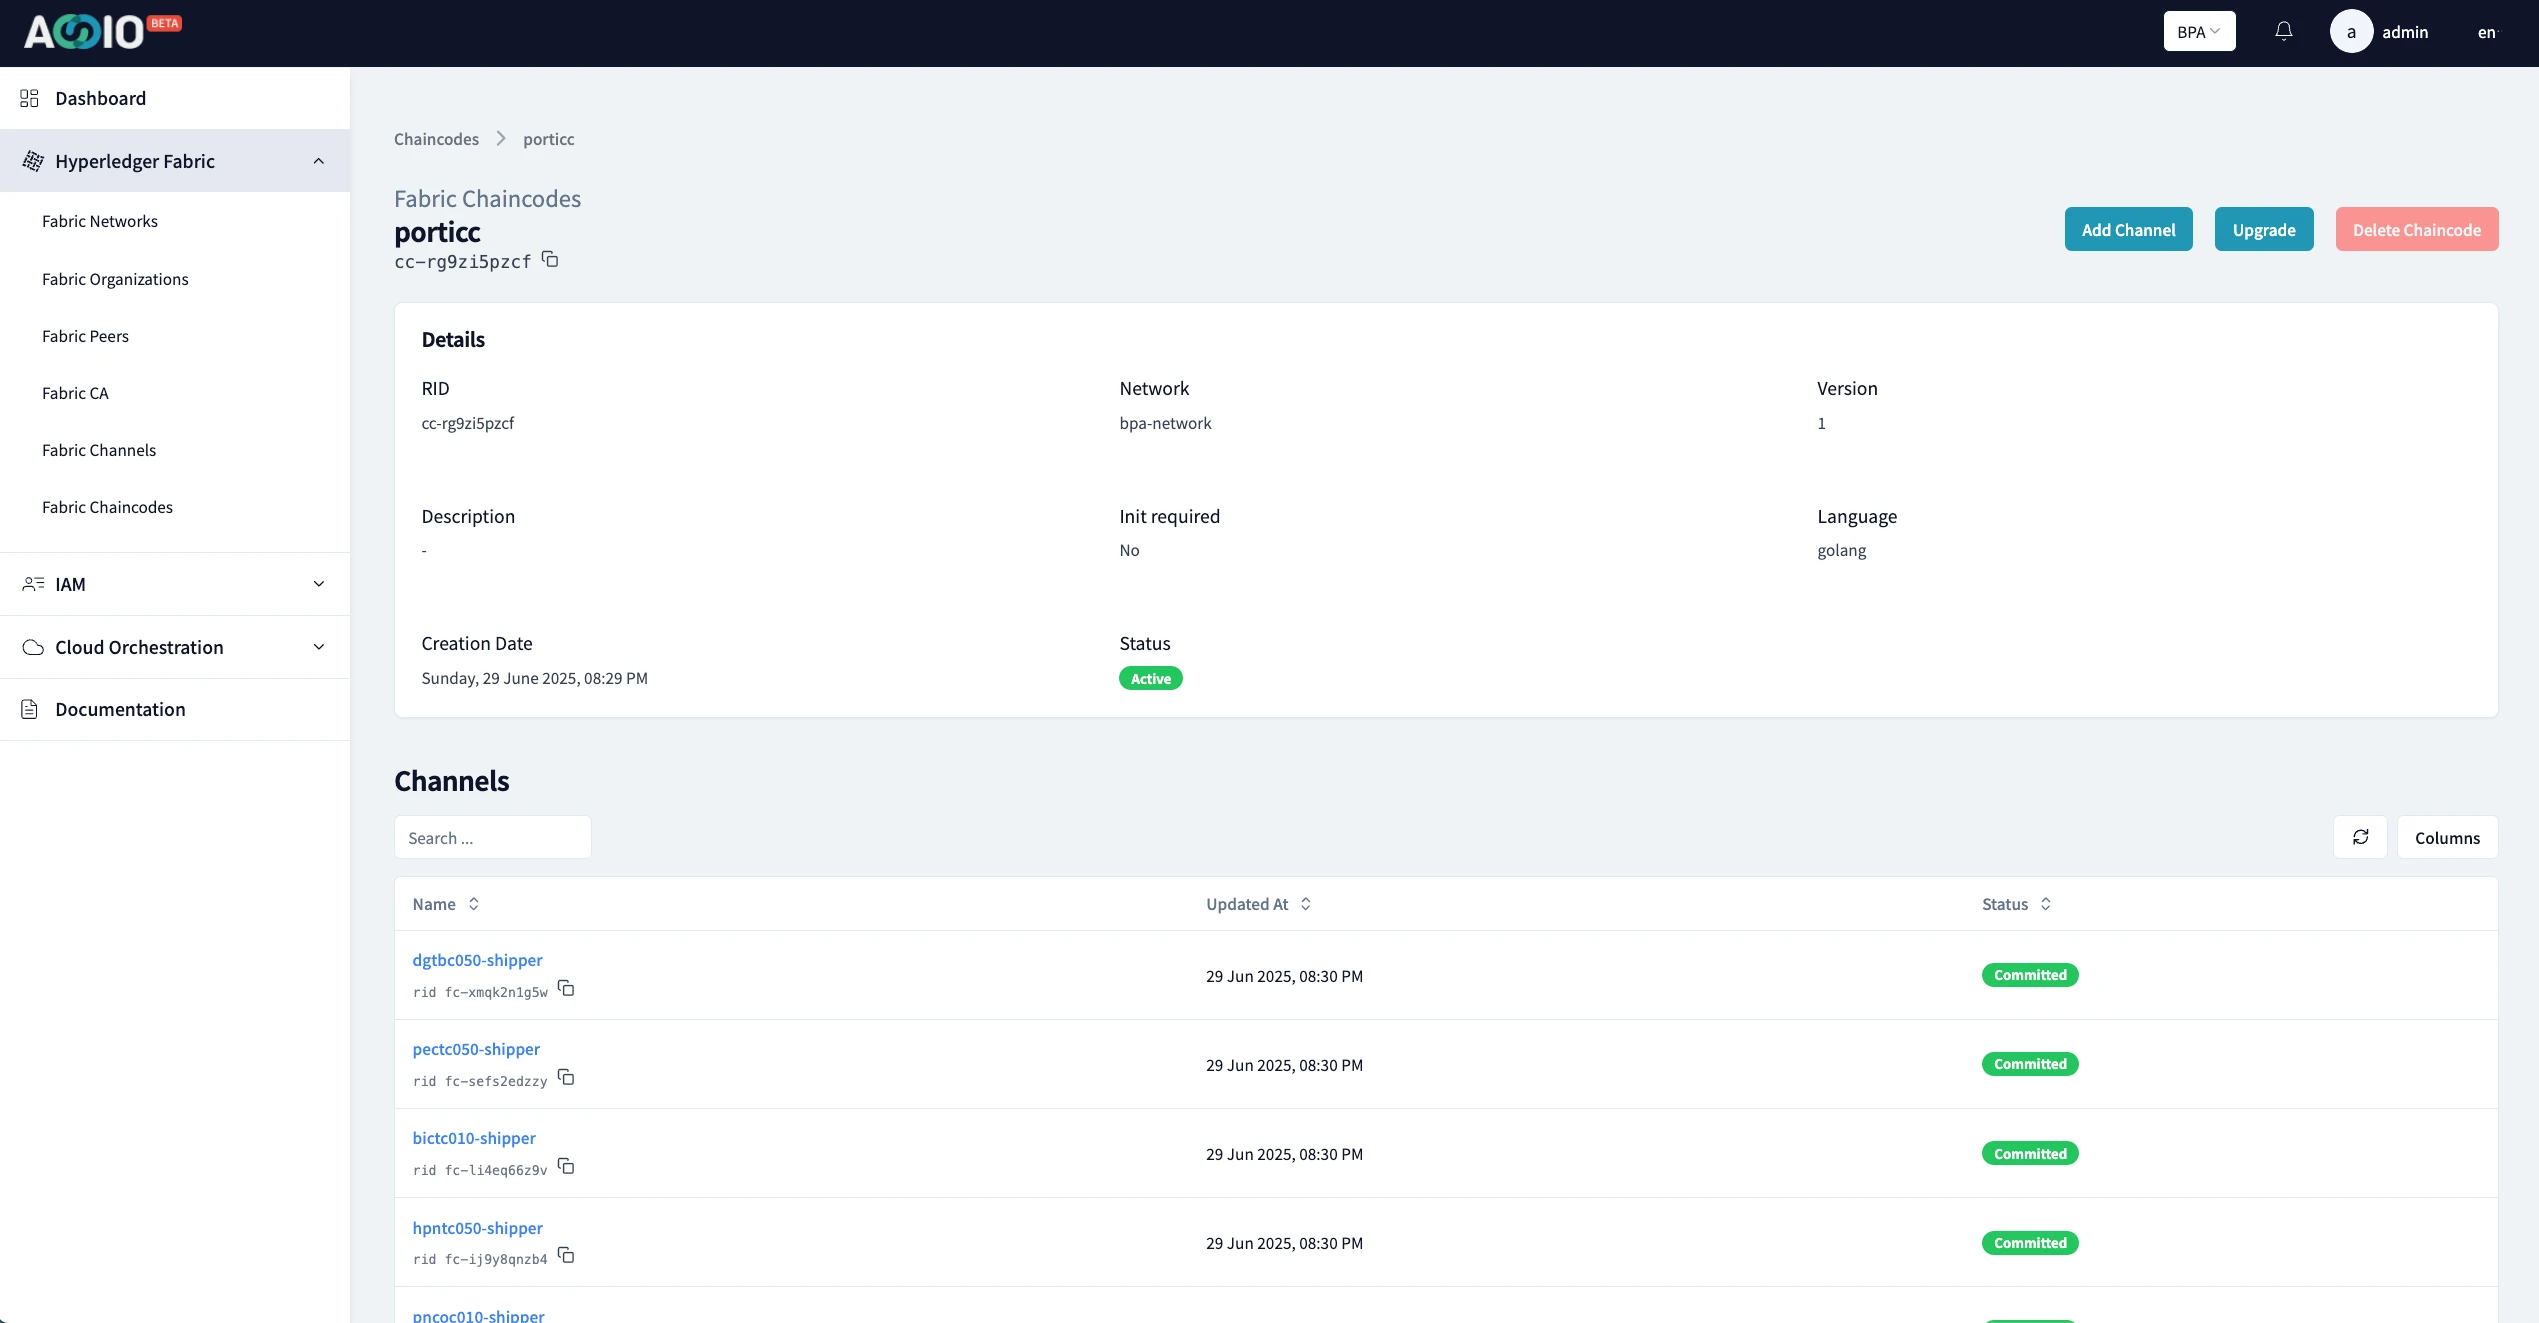 ACCIO BETA
BPA
a admin
en
Dashboard
Hyperledger Fabric
Fabric Networks
Fabric Organizations
Fabric Peers
Fabric CA
Fabric Channels
Fabric Chaincodes
IAM
Cloud Orchestration
Documentation
Chaincodes porticc
Fabric Chaincodes
porticc
cc-rg9zi5pzcf
Add Channel Upgrade Delete Chaincode
Details
RID Network Version
cc-rg9zi5pzcf bpa-network 1
Description Init required Language
- No golang
Creation Date Status
Sunday, 29 June 2025, 08:29 PM Active
Channels
Search ... Columns
Name Updated At Status
dgtbc050-shipper
rid fc-xmqk2n1g5w 29 Jun 2025, 08:30 PM Committed
pectc050-shipper
rid fc-sefs2edzzy 29 Jun 2025, 08:30 PM Committed
bictc010-shipper
rid fc-li4eq66z9v 29 Jun 2025, 08:30 PM Committed
hpntc050-shipper
rid fc-ij9y8qnzb4 29 Jun 2025, 08:30 PM Committed
pncoc010-shipper